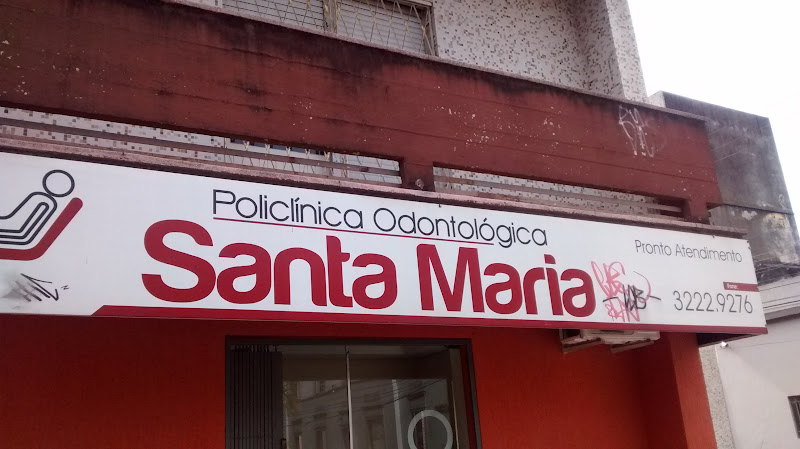 Policlínica Odontológica
Santa Maria
Pronto Atendimento
3222.9276